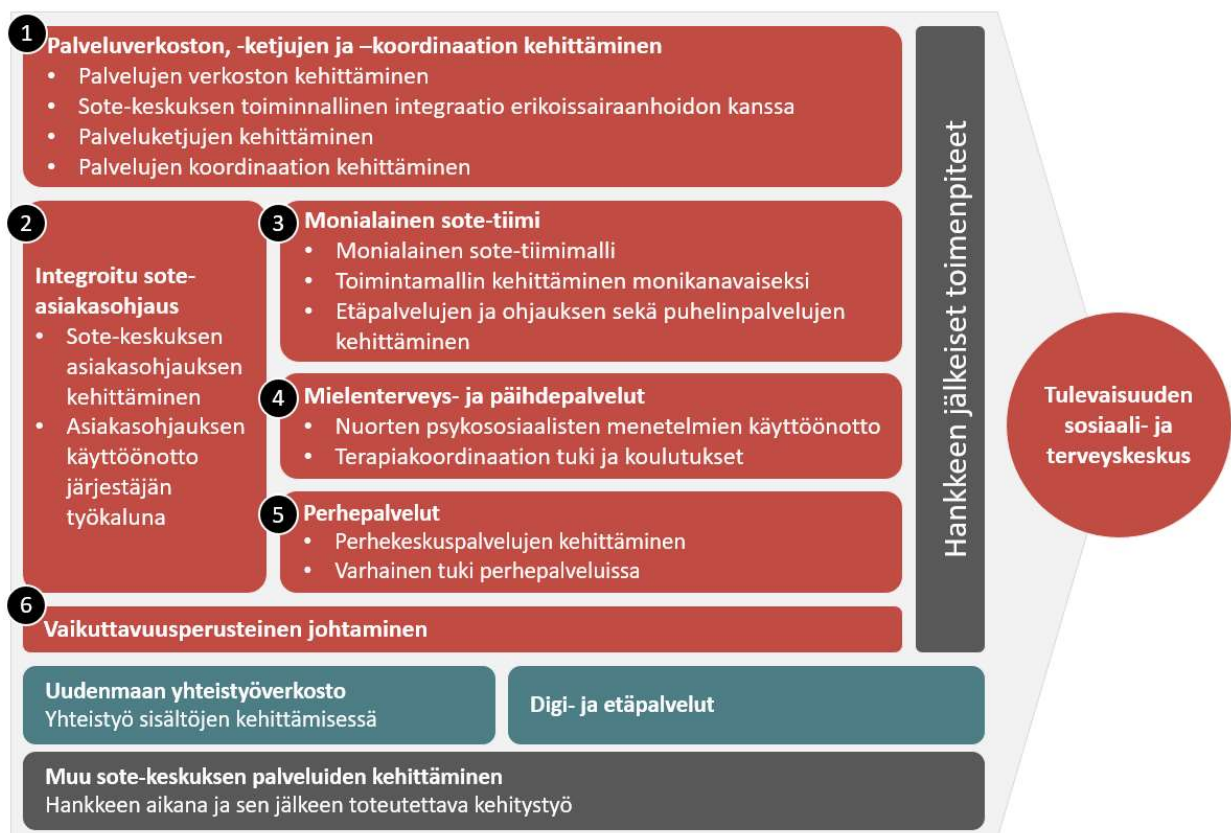 1
Palveluverkoston, -ketjujen ja –koordinaation kehittäminen
• Palvelujen verkoston kehittäminen
• Sote-keskuksen toiminnallinen integraatio erikoissairaanhoidon kanssa
• Palveluketjujen kehittäminen
• Palvelujen koordinaation kehittäminen
2
Integroitu sote-
asiakasohjaus
• Sote-keskuksen
asiakasohjauksen
kehittäminen
• Asiakasohjauksen
käyttöönotto
järjestäjän
työkaluna
3
Monialainen sote-tiimi
• Monialainen sote-tiimimalli
• Toimintamallin kehittäminen monikanavaiseksi
• Etäpalvelujen ja ohjauksen sekä puhelinpalvelujen
kehittäminen
4
Mielenterveys- ja päihdepalvelut
• Nuorten psykososiaalisten menetelmien käyttöönotto
• Terapiakoordinaation tuki ja koulutukset
5
Perhepalvelut
• Perhekeskuspalvelujen kehittäminen
• Varhainen tuki perhepalveluissa
6
Vaikuttavuusperusteinen johtaminen
Hankkeen jälkeiset toimenpiteet
Tulevaisuuden
sosiaali- ja
terveyskeskus
Uudenmaan yhteistyöverkosto
Yhteistyö sisältöjen kehittämisessä
Digi- ja etäpalvelut
Muu sote-keskuksen palveluiden kehittäminen
Hankkeen aikana ja sen jälkeen toteutettava kehitystyö